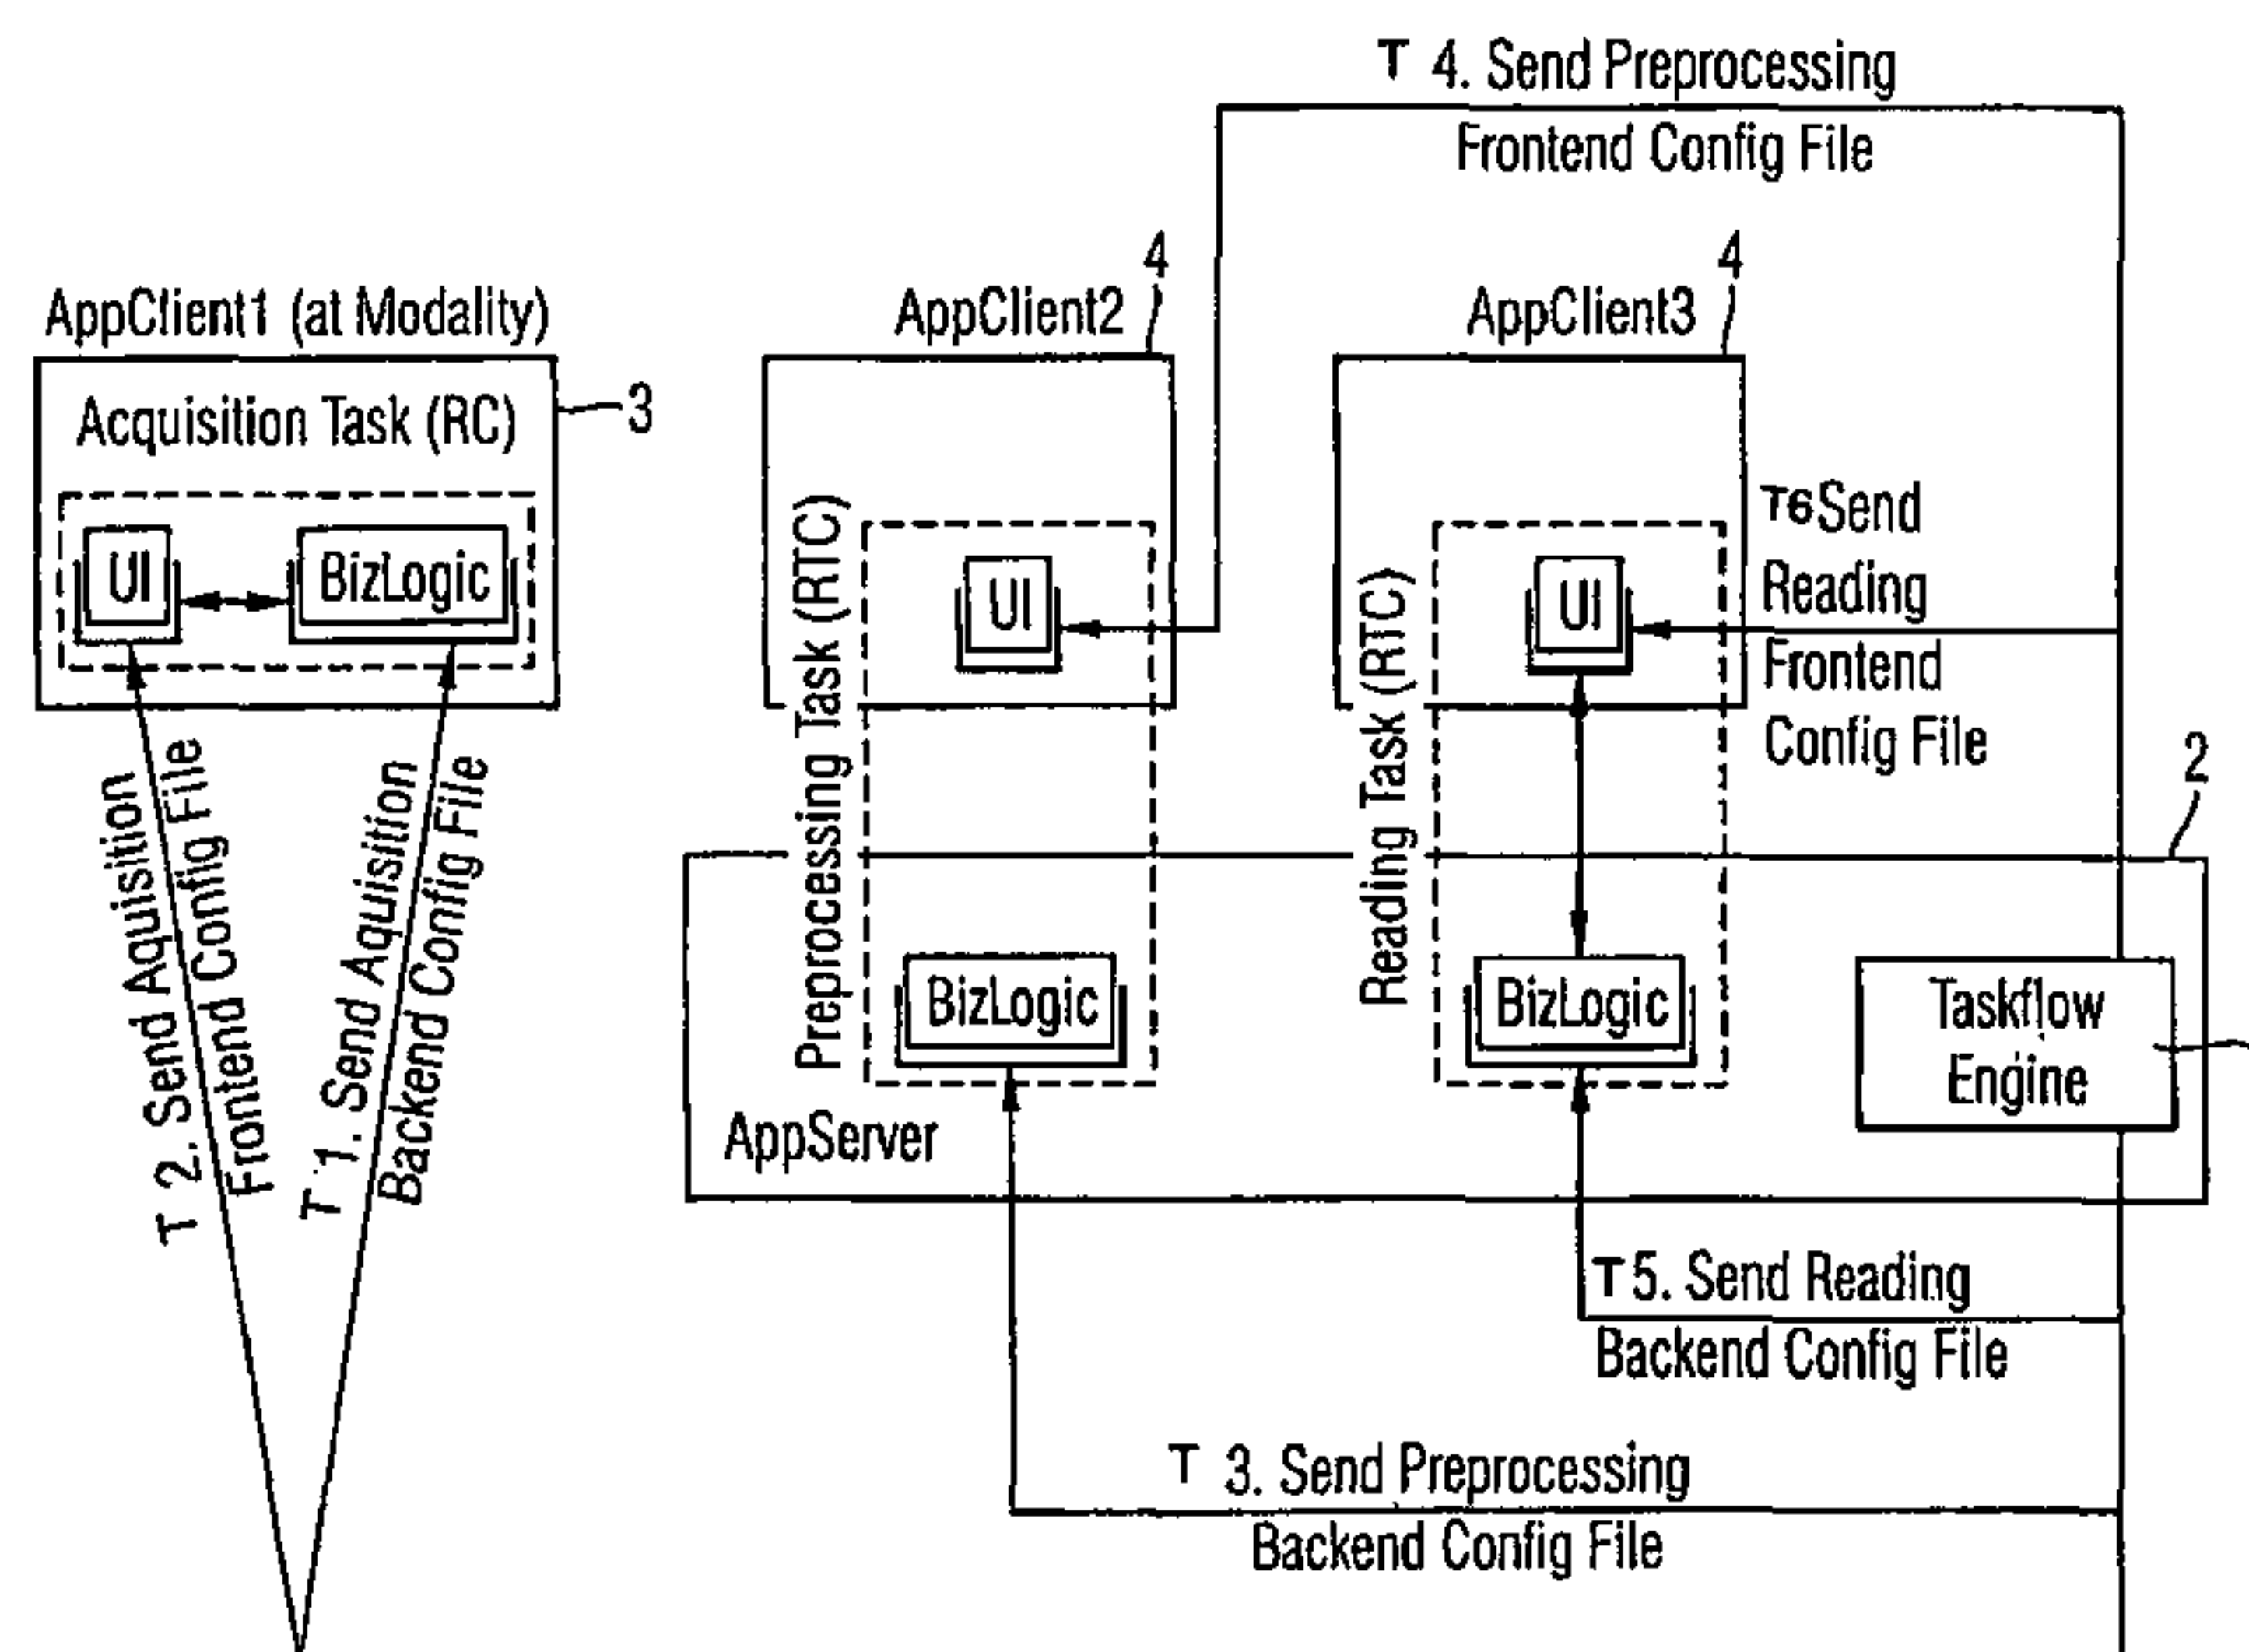 T 4. Send Preprocessing
Frontend Config File
4
4
AppClient1 (at Modality)
AppClient2
AppClient3
Acquisition Task (RC)
3
UI
BizLogic
UI
UI
Preprocessing Task (RTC)
Reading Task (RTC)
T6 Send
Reading
Frontend
Config File
2
T 2. Send Aquisition
Frontend Config File
T 1. Send Aquisition
Backend Config File
BizLogic
BizLogic
Taskflow
Engine
AppServer
T 5. Send Reading
Backend Config File
T 3. Send Preprocessing
Backend Config File